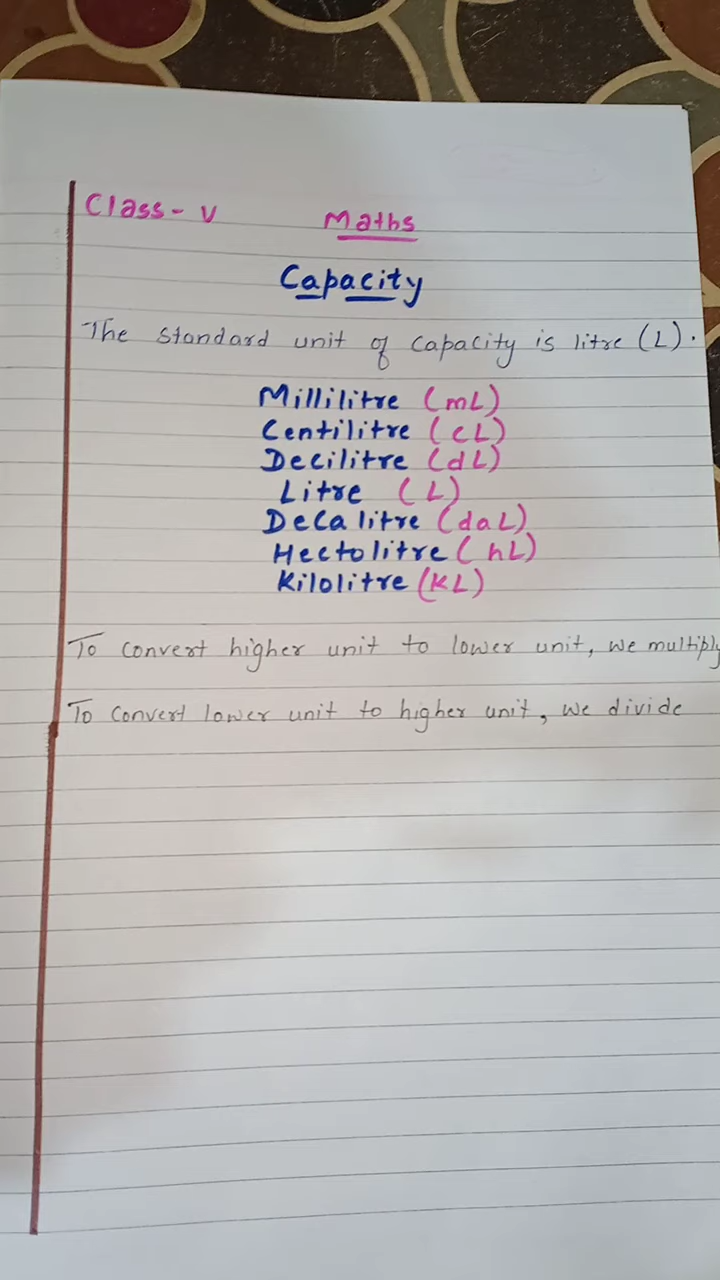 Class - V
Maths
Capacity
The standard unit of capacity is litre (L).
Millilitre (mL)
Centilitre (cL)
Decilitre (dL)
Litre (L)
Decalitre (daL)
Hectolitre (hL)
Kilolitre (KL)
To convert higher unit to lower unit, we multiply
To convert lower unit to higher unit, we divide